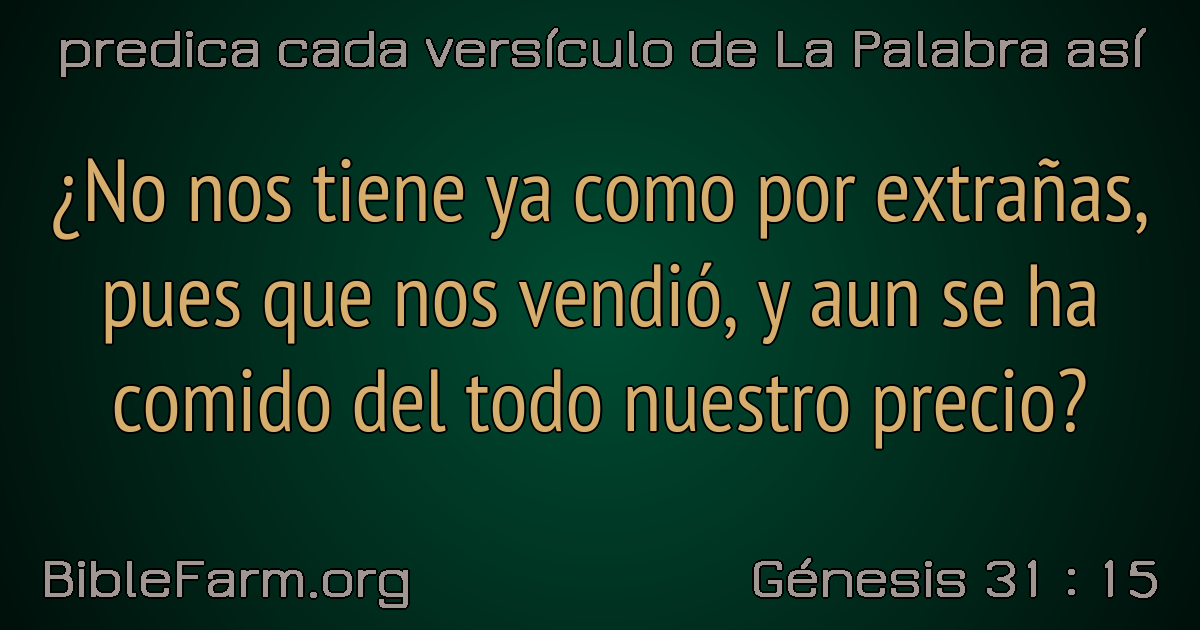 predica cada versículo de La Palabra así
¿No nos tiene ya como por extrañas,
pues que nos vendió, y aun se ha
comido del todo nuestro precio?
BibleFarm.org
Génesis 31 : 15